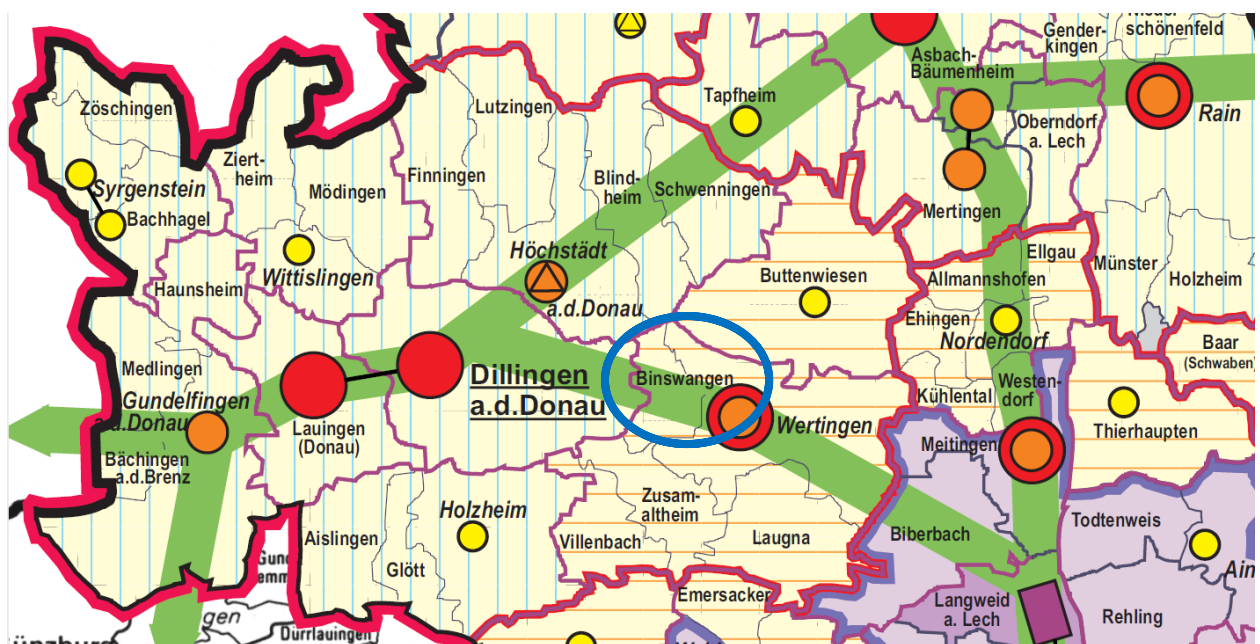 schönenfeld
Gender-
kingen
Asbach-
Bäumenheim
Zöschingen
Lutzingen
Tapfheim
Rain
Oberndorf
a. Lech
Ziert-
heim
Mödingen
Finningen
Blind-
heim
Schwenningen
Syrgenstein
Bachhagel
Mertingen
Höchstädt
a.d.Donau
Wittislingen
Haunsheim
Buttenwiesen
Ellgau
Allmannshofen
Münster
Holzheim
Ehingen
Nordendorf
Baar
(Schwaben)
Medlingen
Dillingen
a.d.Donau
Binswangen
Westen-
dorf
Kühlental
Gundelfingen
a.d.Donau
Lauingen
(Donau)
Wertingen
Thierhaupten
Meitingen
Bächingen
a.d.Brenz
Holzheim
Zusam-
altheim
Biberbach
Todtenweis
Aislingen
Glött
Villenbach
Laugna
Ain
Emersacker
Langweid
a. Lech
Rehling
Dürrlauingen